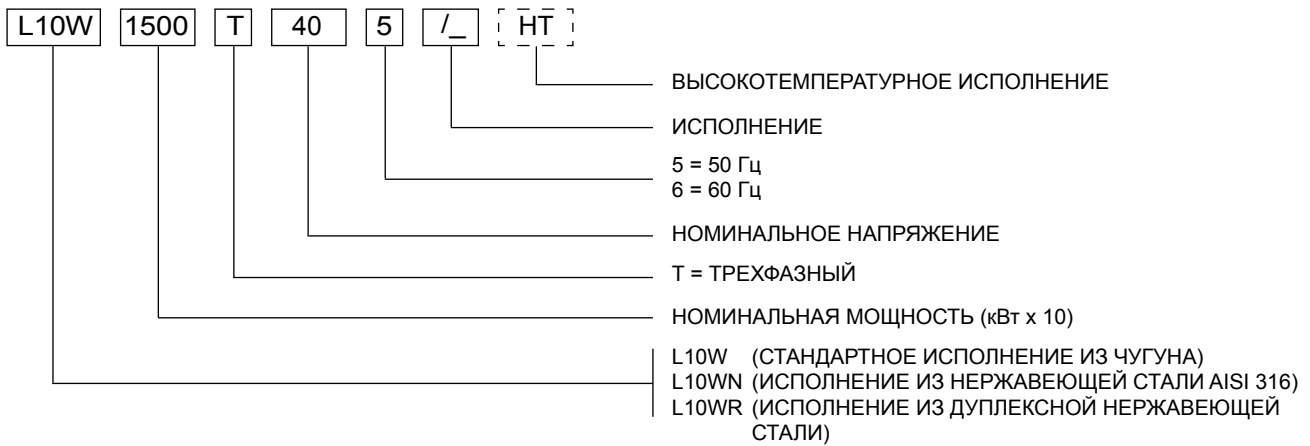 L10W 1500 T 40 5 /_ HT
ВЫСОКОТЕМПЕРАТУРНОЕ ИСПОЛНЕНИЕ
ИСПОЛНЕНИЕ
5 = 50 Гц
6 = 60 Гц
НОМИНАЛЬНОЕ НАПРЯЖЕНИЕ
T = ТРЕХФАЗНЫЙ
НОМИНАЛЬНАЯ МОЩНОСТЬ (кВт x 10)
L10W (СТАНДАРТНОЕ ИСПОЛНЕНИЕ ИЗ ЧУГУНА)
L10WN (ИСПОЛНЕНИЕ ИЗ НЕРЖАВЕЮЩЕЙ СТАЛИ AISI 316)
L10WR (ИСПОЛНЕНИЕ ИЗ ДУПЛЕКСНОЙ НЕРЖАВЕЮЩЕЙ
СТАЛИ)